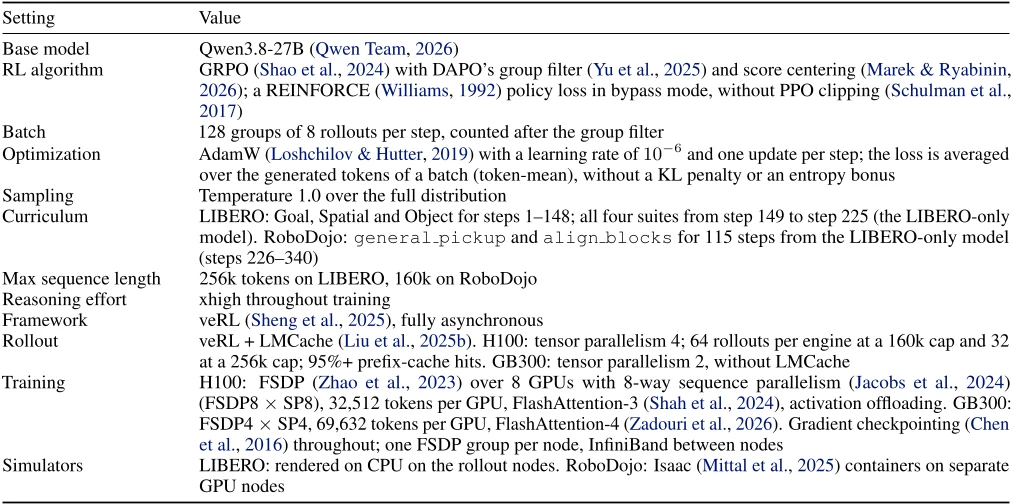 Setting Value
Base model Qwen3.8-27B (Qwen Team, 2026)
RL algorithm GRPO (Shao et al., 2024) with DAPO's group filter (Yu et al., 2025) and score centering (Marek & Ryabinin,
2026); a REINFORCE (Williams, 1992) policy loss in bypass mode, without PPO clipping (Schulman et al.,
2017)
Batch 128 groups of 8 rollouts per step, counted after the group filter
Optimization AdamW (Loshchilov & Hutter, 2019) with a learning rate of 10⁻⁶ and one update per step; the loss is averaged
over the generated tokens of a batch (token-mean), without a KL penalty or an entropy bonus
Sampling Temperature 1.0 over the full distribution
Curriculum LIBERO: Goal, Spatial and Object for steps 1–148; all four suites from step 149 to step 225 (the LIBERO-only
model). RoboDojo: general_pickup and align_blocks for 115 steps from the LIBERO-only model
(steps 226–340)
Max sequence length 256k tokens on LIBERO, 160k on RoboDojo
Reasoning effort xhigh throughout training
Framework veRL (Sheng et al., 2025), fully asynchronous
Rollout veRL + LMCache (Liu et al., 2025b). H100: tensor parallelism 4; 64 rollouts per engine at a 160k cap and 32
at a 256k cap; 95%+ prefix-cache hits. GB300: tensor parallelism 2, without LMCache
Training H100: FSDP (Zhao et al., 2023) over 8 GPUs with 8-way sequence parallelism (Jacobs et al., 2024)
(FSDP8 × SP8), 32,512 tokens per GPU, FlashAttention-3 (Shah et al., 2024), activation offloading. GB300:
FSDP4 × SP4, 69,632 tokens per GPU, FlashAttention-4 (Zadouri et al., 2026). Gradient checkpointing (Chen
et al., 2016) throughout; one FSDP group per node, InfiniBand between nodes
Simulators LIBERO: rendered on CPU on the rollout nodes. RoboDojo: Isaac (Mittal et al., 2025) containers on separate
GPU nodes